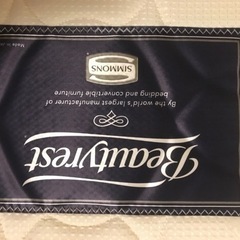 Beautyrest
By the world's largest manufacturer of
bedding and convertible furniture
SIMMONS